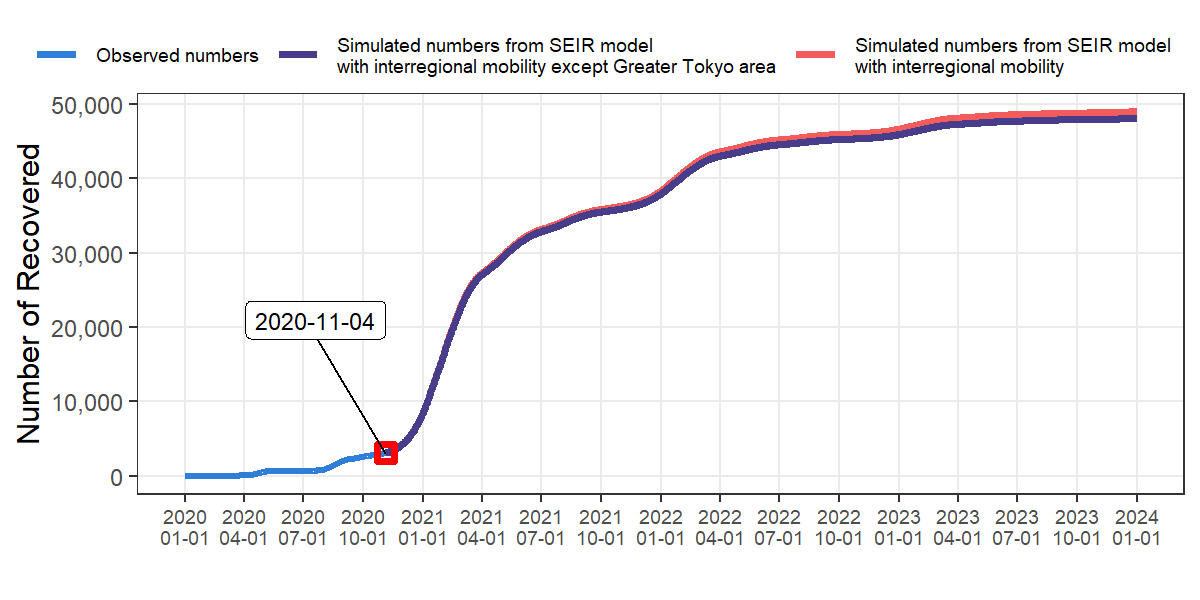 Observed numbers
Simulated numbers from SEIR model
with interregional mobility except Greater Tokyo area
Simulated numbers from SEIR model
with interregional mobility
Number of Recovered
50,000
40,000
30,000
20,000
10,000
0
2020-11-04
2020 2020 2020 2020 2021 2021 2021 2021 2022 2022 2022 2022 2023 2023 2023 2023 2024
01-01 04-01 07-01 10-01 01-01 04-01 07-01 10-01 01-01 04-01 07-01 10-01 01-01 04-01 07-01 10-01 01-01